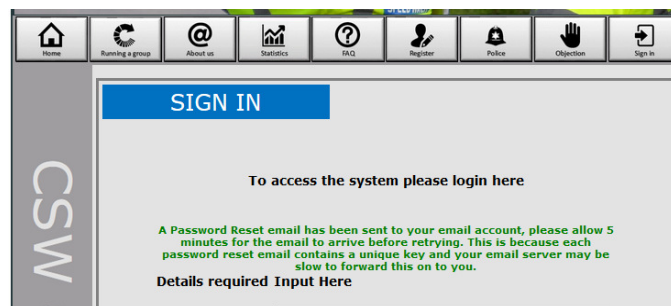 Home
Running a group
About us
Statistics
FAQ
Register
Police
Objection
Sign in
SIGN IN
CSW
To access the system please login here
A Password Reset email has been sent to your email account, please allow 5
minutes for the email to arrive before retrying. This is because each
password reset email contains a unique key and your email server may be
slow to forward this on to you.
Details required Input Here